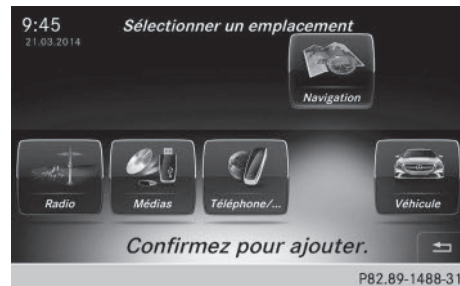 9:45
Sélectionner un emplacement
21.03.2014
Navigation
Radio
Médias
Téléphone/...
Véhicule
Confirmez pour ajouter.
P82.89-1488-31